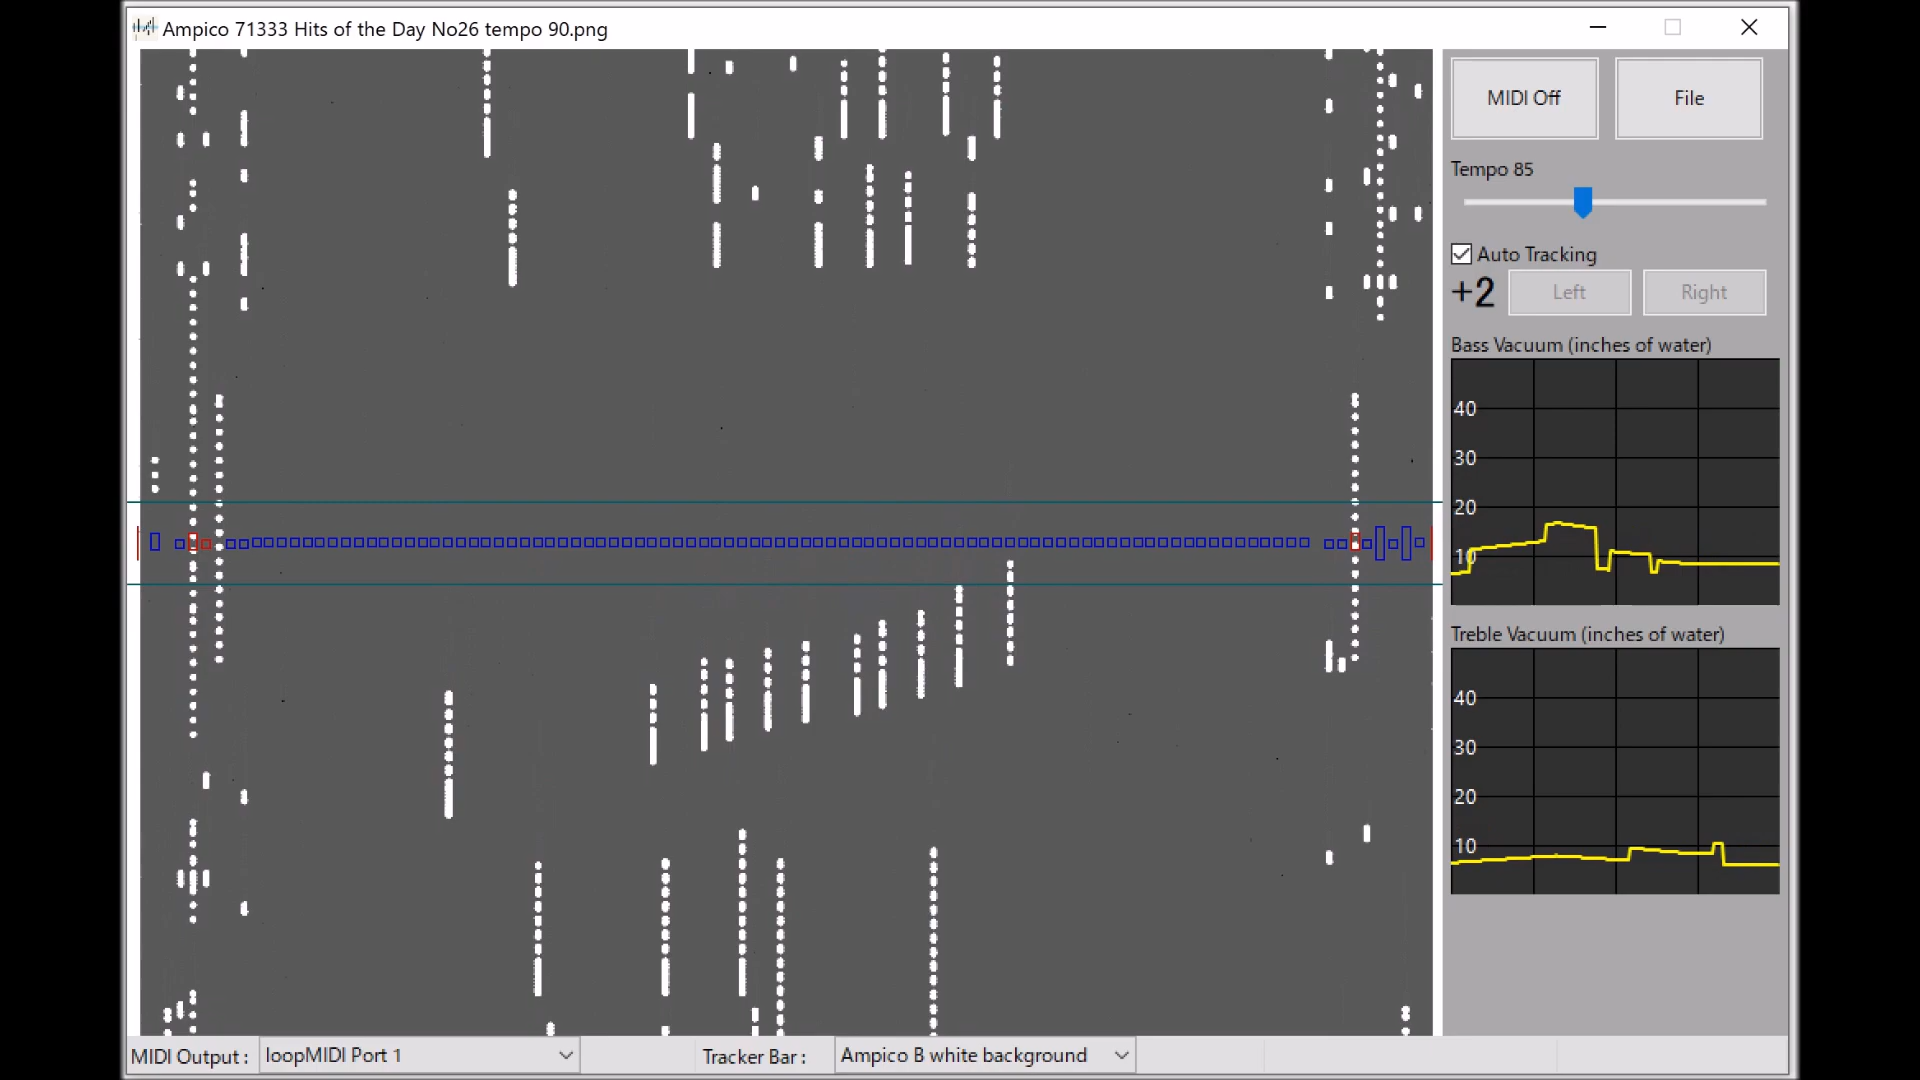 Ampico 71333 Hits of the Day No26 tempo 90.png
MIDI Off
File
Tempo 85
Auto Tracking
+2
Left
Right
Bass Vacuum (inches of water)
40
30
20
10
Treble Vacuum (inches of water)
40
30
20
10
MIDI Output :
loopMIDI Port 1
Tracker Bar :
Ampico B white background